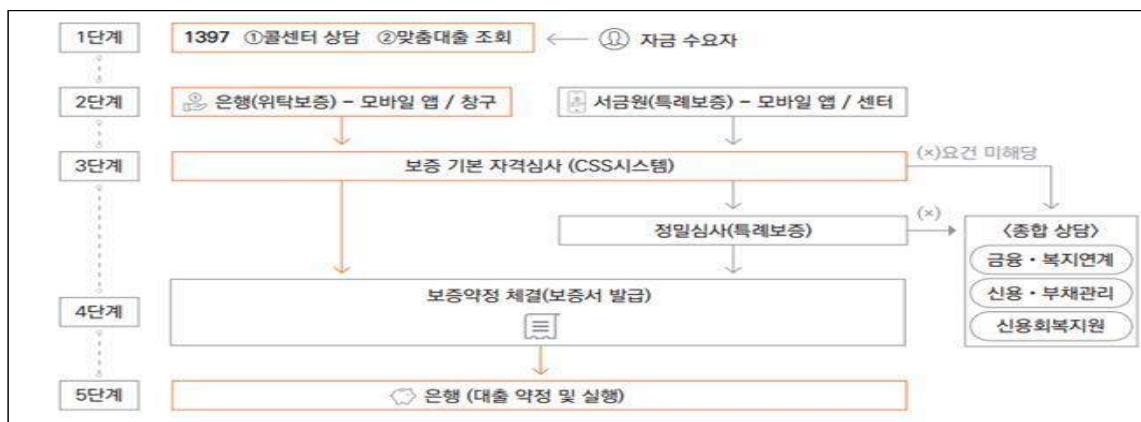 1단계
1397 ①콜센터 상담 ②맞춤대출 조회
자금 수요자
2단계
은행(위탁보증) - 모바일 앱 / 창구
서금원(특례보증) - 모바일 앱 / 센터
3단계
보증 기본 자격심사 (CSS시스템)
(×)요건 미해당
정밀심사(특례보증)
(×)
<종합 상담>
금융·복지연계
신용·부채관리
신용회복지원
4단계
보증약정 체결(보증서 발급)
5단계
은행 (대출 약정 및 실행)